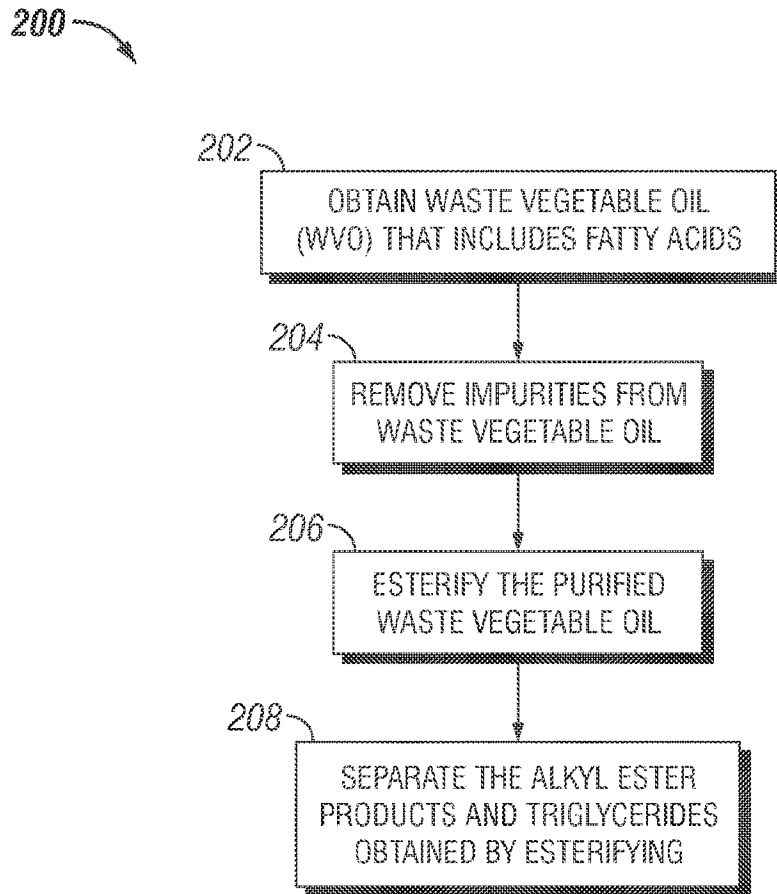 200
202
OBTAIN WASTE VEGETABLE OIL
(WVO) THAT INCLUDES FATTY ACIDS
204
REMOVE IMPURITIES FROM
WASTE VEGETABLE OIL
206
ESTERIFY THE PURIFIED
WASTE VEGETABLE OIL
208
SEPARATE THE ALKYL ESTER
PRODUCTS AND TRIGLYCERIDES
OBTAINED BY ESTERIFYING